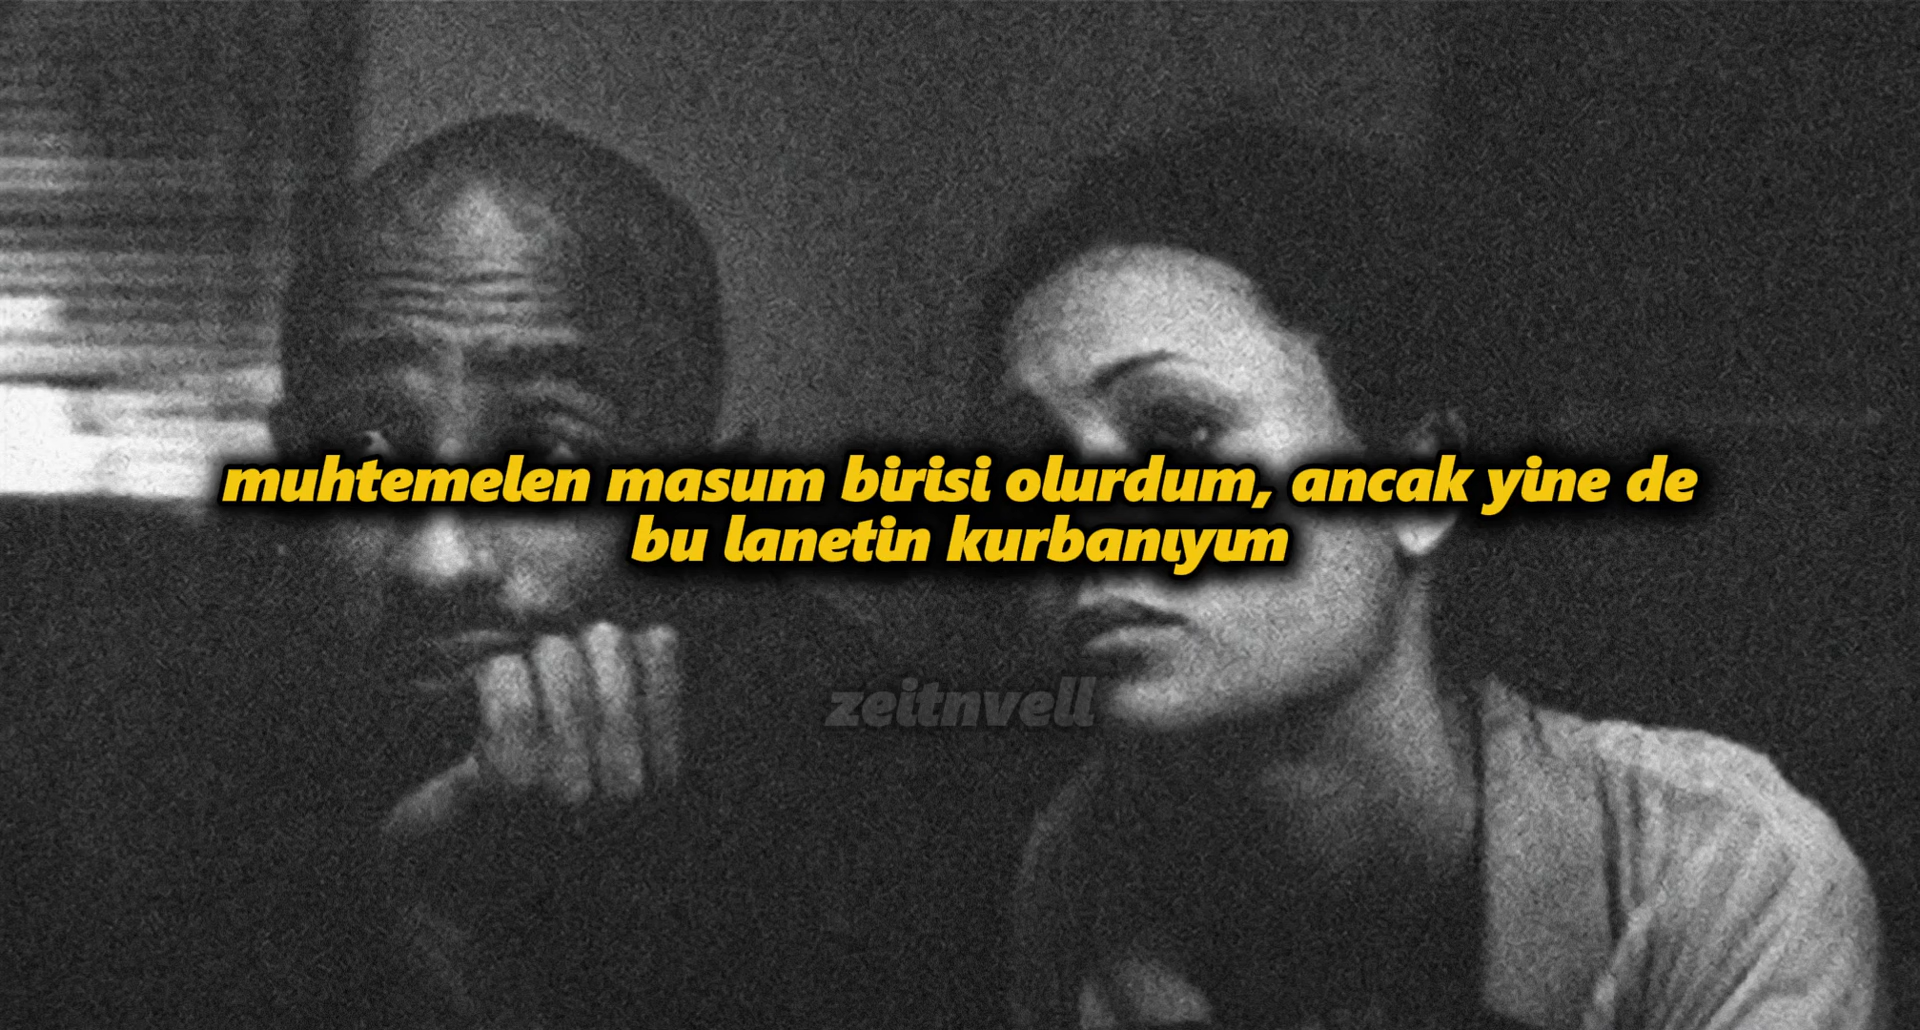 muhtemelen masum birisi olurdum, ancak yine de
bu lanetin kurbanıyım
zeitnvell